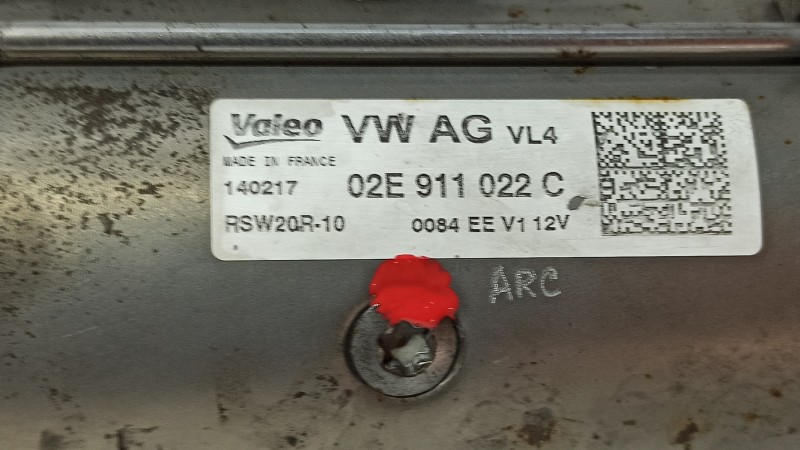 Valeo VW AG VL4
MADE IN FRANCE
140217 02E 911 022 C
RSW20R-10 0084 EE V1 12V
ARC